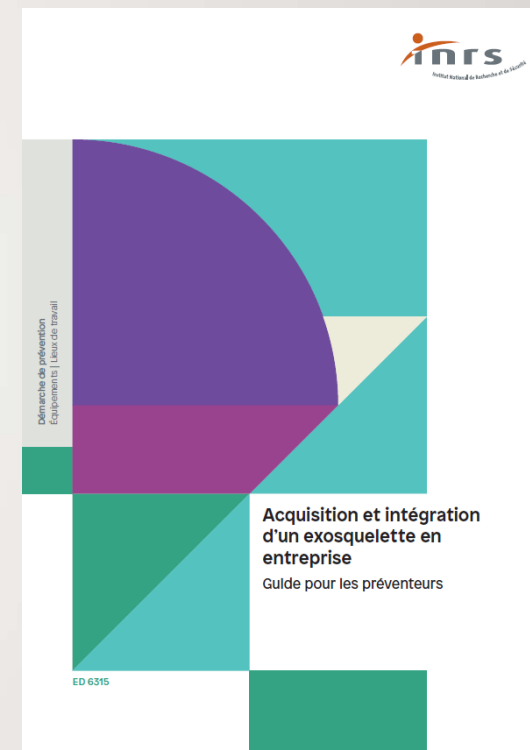 inrs
Institut National de Recherche et de Sécurité
Démarche de prévention
Équipements | Lieux de travail
Acquisition et intégration
d'un exosquelette en
entreprise
Guide pour les préventeurs
ED 6315